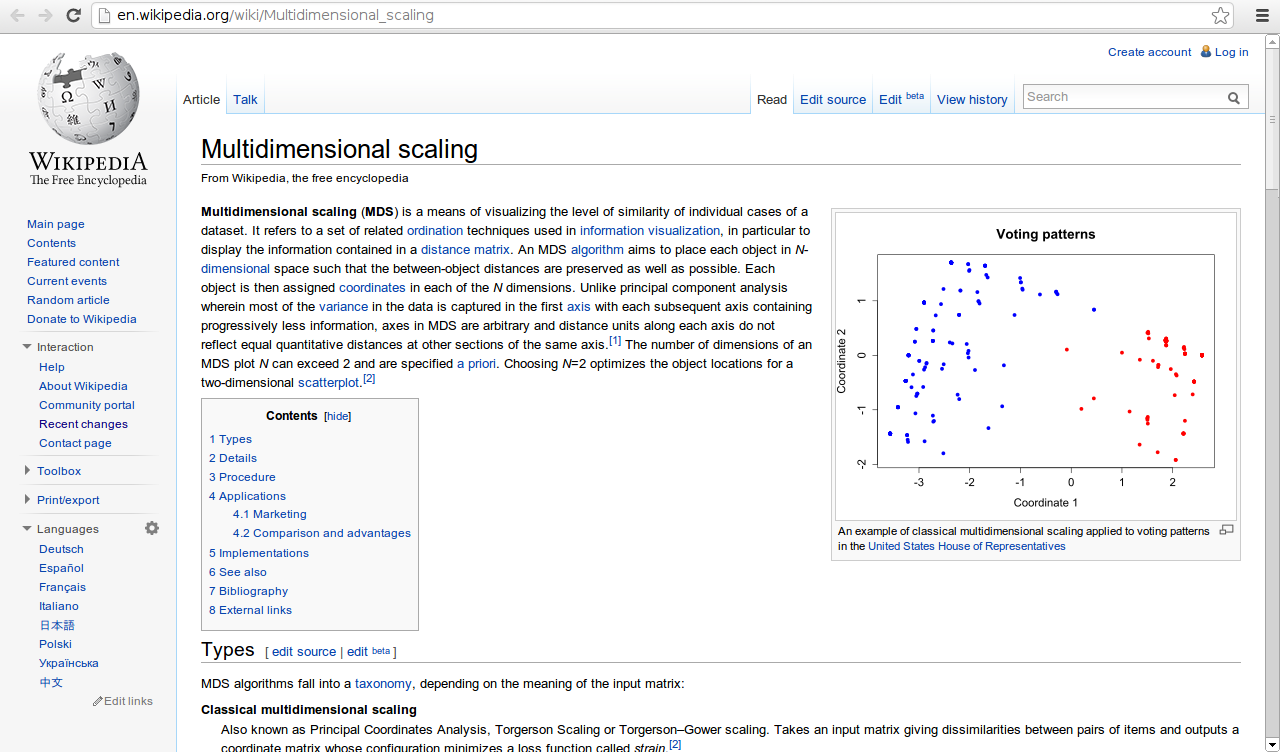 en.wikipedia.org/wiki/Multidimensional_scaling
Create account Log in
Article Talk Read Edit source Edit beta View history Search
WIKIPEDIA
The Free Encyclopedia
Main page
Contents
Featured content
Current events
Random article
Donate to Wikipedia
Interaction
Help
About Wikipedia
Community portal
Recent changes
Contact page
Toolbox
Print/export
Languages
Deutsch
Español
Français
Italiano
日本語
Polski
Українська
中文
Edit links
Multidimensional scaling
From Wikipedia, the free encyclopedia
Multidimensional scaling (MDS) is a means of visualizing the level of similarity of individual cases of a
dataset. It refers to a set of related ordination techniques used in information visualization, in particular to
display the information contained in a distance matrix. An MDS algorithm aims to place each object in N-
dimensional space such that the between-object distances are preserved as well as possible. Each
object is then assigned coordinates in each of the N dimensions. Unlike principal component analysis
wherein most of the variance in the data is captured in the first axis with each subsequent axis containing
progressively less information, axes in MDS are arbitrary and distance units along each axis do not
reflect equal quantitative distances at other sections of the same axis.[1] The number of dimensions of an
MDS plot N can exceed 2 and are specified a priori. Choosing N=2 optimizes the object locations for a
two-dimensional scatterplot.[2]
Voting patterns
Coordinate 2
1
0
-1
-2
-3 -2 -1 0 1 2
Coordinate 1
An example of classical multidimensional scaling applied to voting patterns
in the United States House of Representatives
Contents [hide]
1 Types
2 Details
3 Procedure
4 Applications
4.1 Marketing
4.2 Comparison and advantages
5 Implementations
6 See also
7 Bibliography
8 External links
Types [ edit source | edit beta ]
MDS algorithms fall into a taxonomy, depending on the meaning of the input matrix:
Classical multidimensional scaling
Also known as Principal Coordinates Analysis, Torgerson Scaling or Torgerson–Gower scaling. Takes an input matrix giving dissimilarities between pairs of items and outputs a
coordinate matrix whose configuration minimizes a loss function called strain.[2]